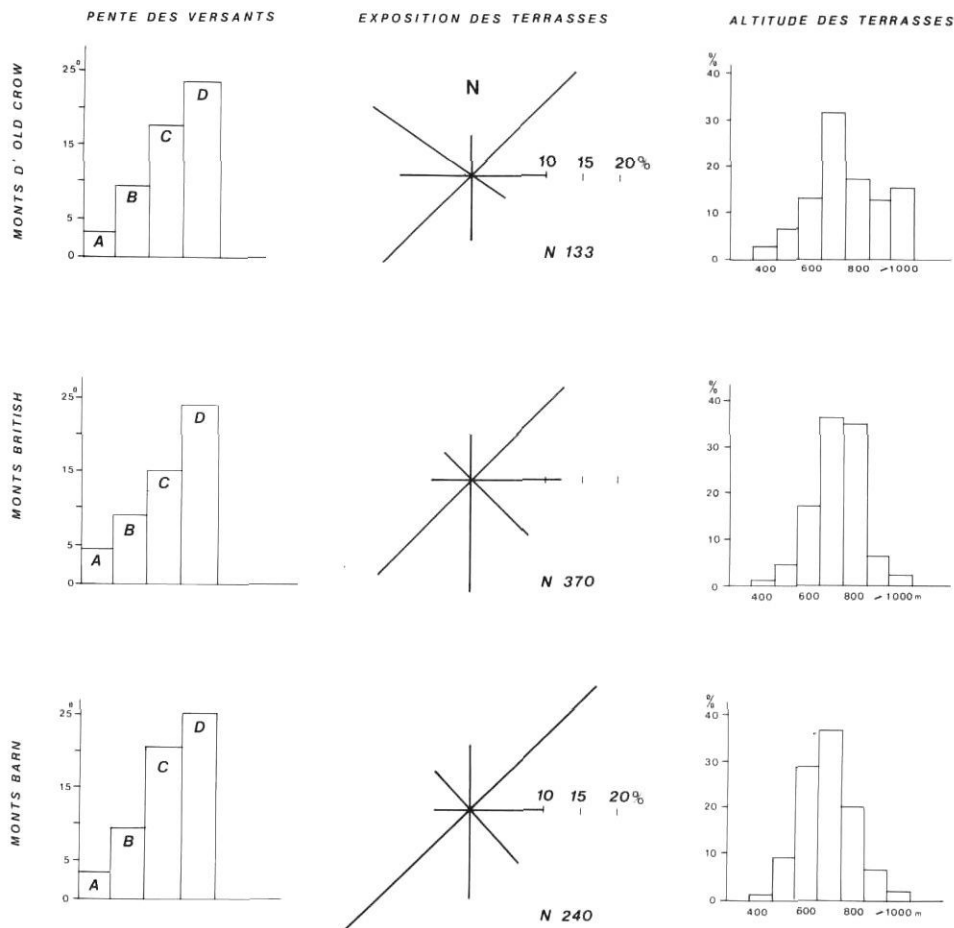 PENTE DES VERSANTS
EXPOSITION DES TERRASSES
ALTITUDE DES TERRASSES
MONTS D' OLD CROW
25°
15
5
0
A
B
C
D
N
10 15 20%
N 133
%
40
30
20
10
0
400 600 800 1000
MONTS BRITISH
25°
15
5
0
A
B
C
D
N 370
%
40
30
20
10
0
400 600 800 1000 m
MONTS BARN
25°
15
5
0
A
B
C
D
10 15 20%
N 240
%
40
30
20
10
0
400 600 800 1000 m